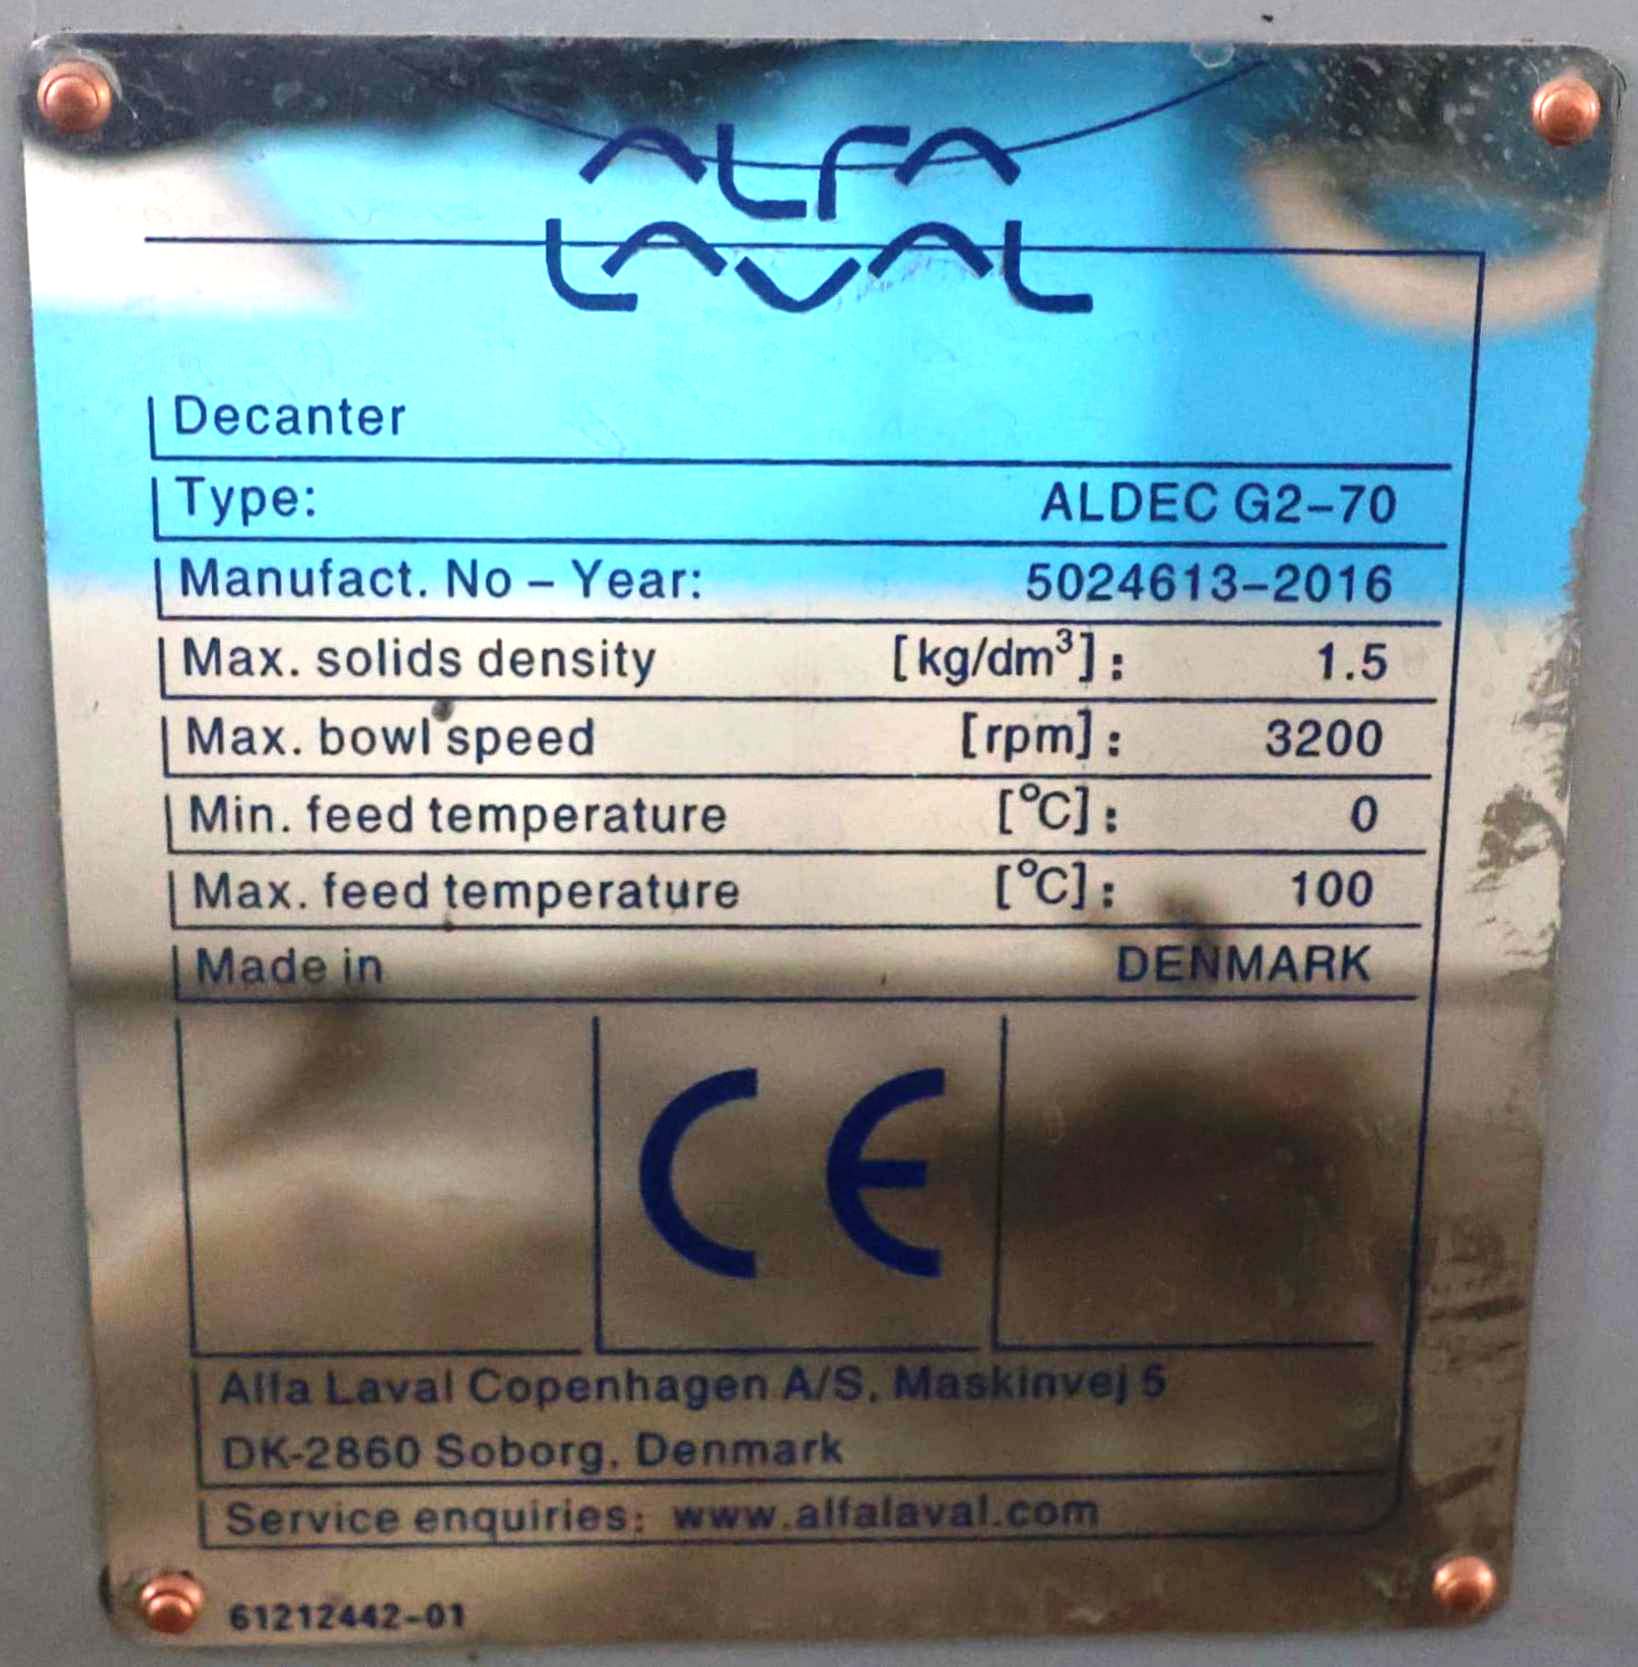 ALFA
LAVAL
Decanter
Type: ALDEC G2-70
Manufact. No – Year: 5024613-2016
Max. solids density [kg/dm³]: 1.5
Max. bowl speed [rpm]: 3200
Min. feed temperature [°C]: 0
Max. feed temperature [°C]: 100
Made in DENMARK
CE
Alfa Laval Copenhagen A/S, Maskinvej 5
DK-2860 Soborg, Denmark
Service enquiries: www.alfalaval.com
61212442-01